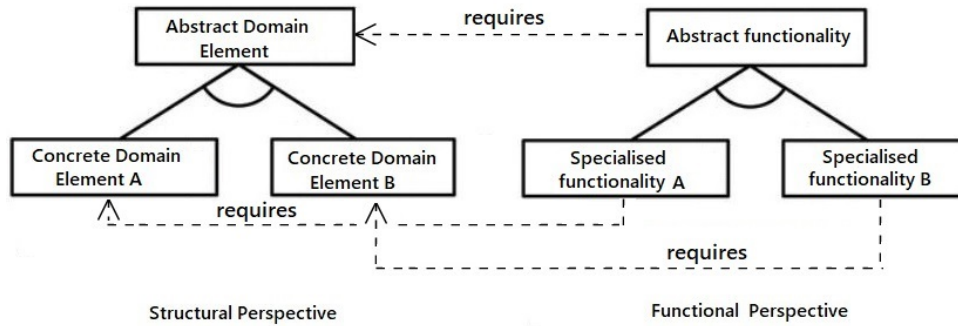 requires
Abstract Domain
Element
Abstract functionality
Concrete Domain
Element A
Concrete Domain
Element B
Specialised
functionality A
Specialised
functionality B
requires
requires
Structural Perspective
Functional Perspective